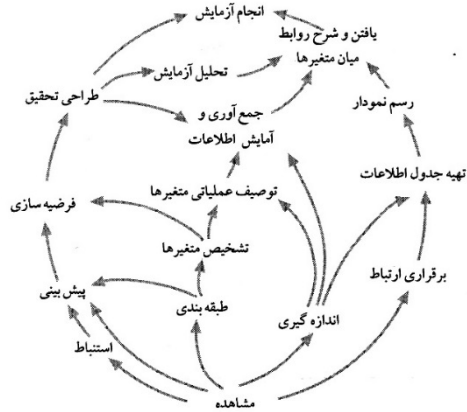 انجام آزمایش
یافتن و شرح روابط
میان متغیرها
تحلیل آزمایش
طراحی تحقیق
رسم نمودار
جمع آوری و
آمایش اطلاعات
تهیه جدول اطلاعات
توصیف عملیاتی متغیرها
فرضیه سازی
تشخیص متغیرها
برقراری ارتباط
پیش بینی
طبقه بندی
اندازه گیری
استنباط
مشاهده